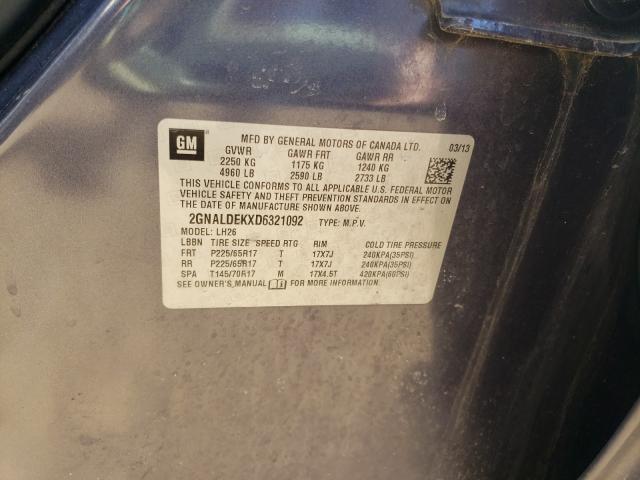 GM
MFD BY GENERAL MOTORS OF CANADA LTD. 03/13
GVWR GAWR FRT GAWR RR
2250 KG 1175 KG 1240 KG
4960 LB 2590 LB 2733 LB
THIS VEHICLE CONFORMS TO ALL APPLICABLE U.S. FEDERAL MOTOR
VEHICLE SAFETY AND THEFT PREVENTION STANDARDS IN EFFECT ON
THE DATE OF MANUFACTURE SHOWN ABOVE.
2GNALDEKXD6321092 TYPE: M.P.V.
MODEL: LH26
LBBN TIRE SIZE SPEED RTG RIM COLD TIRE PRESSURE
FRT P225/65R17 T 17X7J 240KPA(35PSI)
RR P225/65R17 T 17X7J 240KPA(35PSI)
SPA T145/70R17 M 17X4.5T 420KPA(60PSI)
SEE OWNER'S MANUAL FOR MORE INFORMATION.